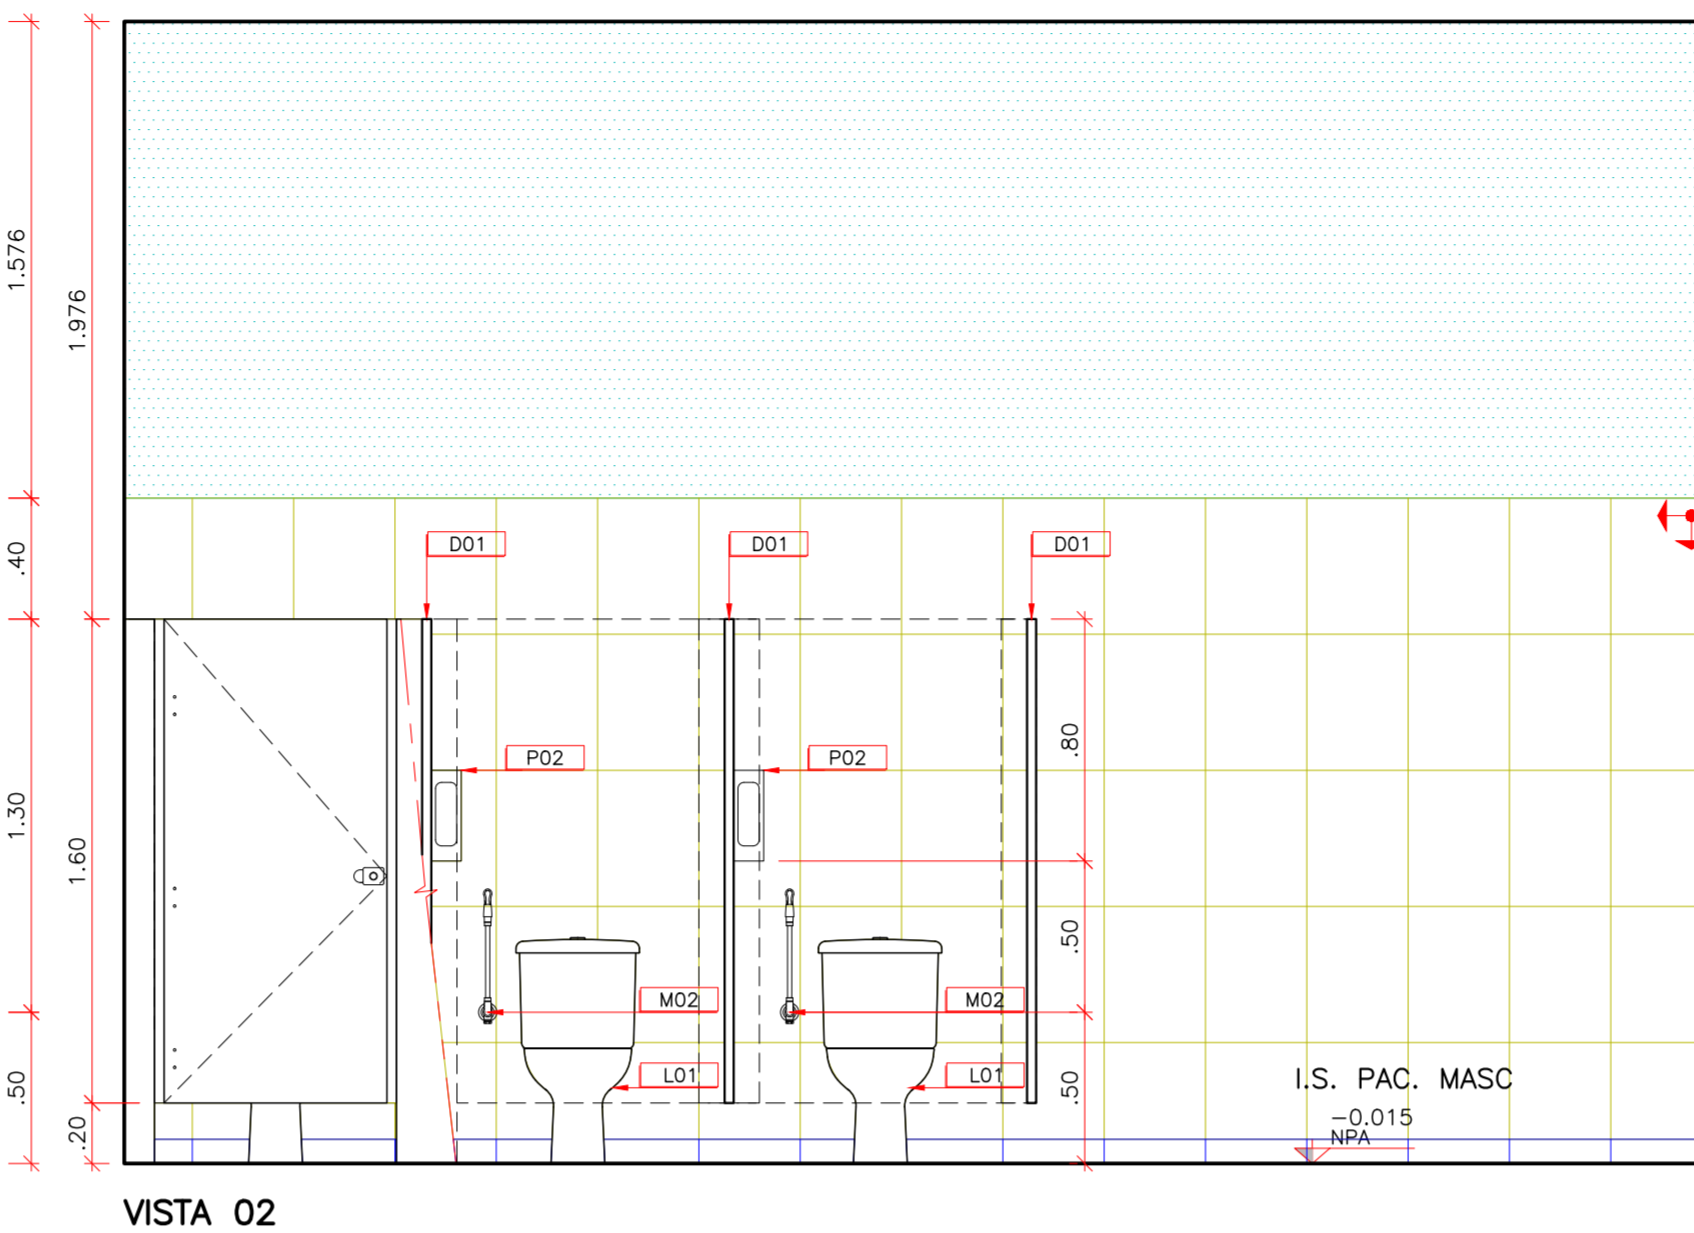 1.576
1.976
.40
D01
D01
D01
.80
P02
P02
1.30
1.60
.50
M02
M02
L01
L01
.50
.50
.20
I.S. PAC. MASC
-0.015
NPA
VISTA 02